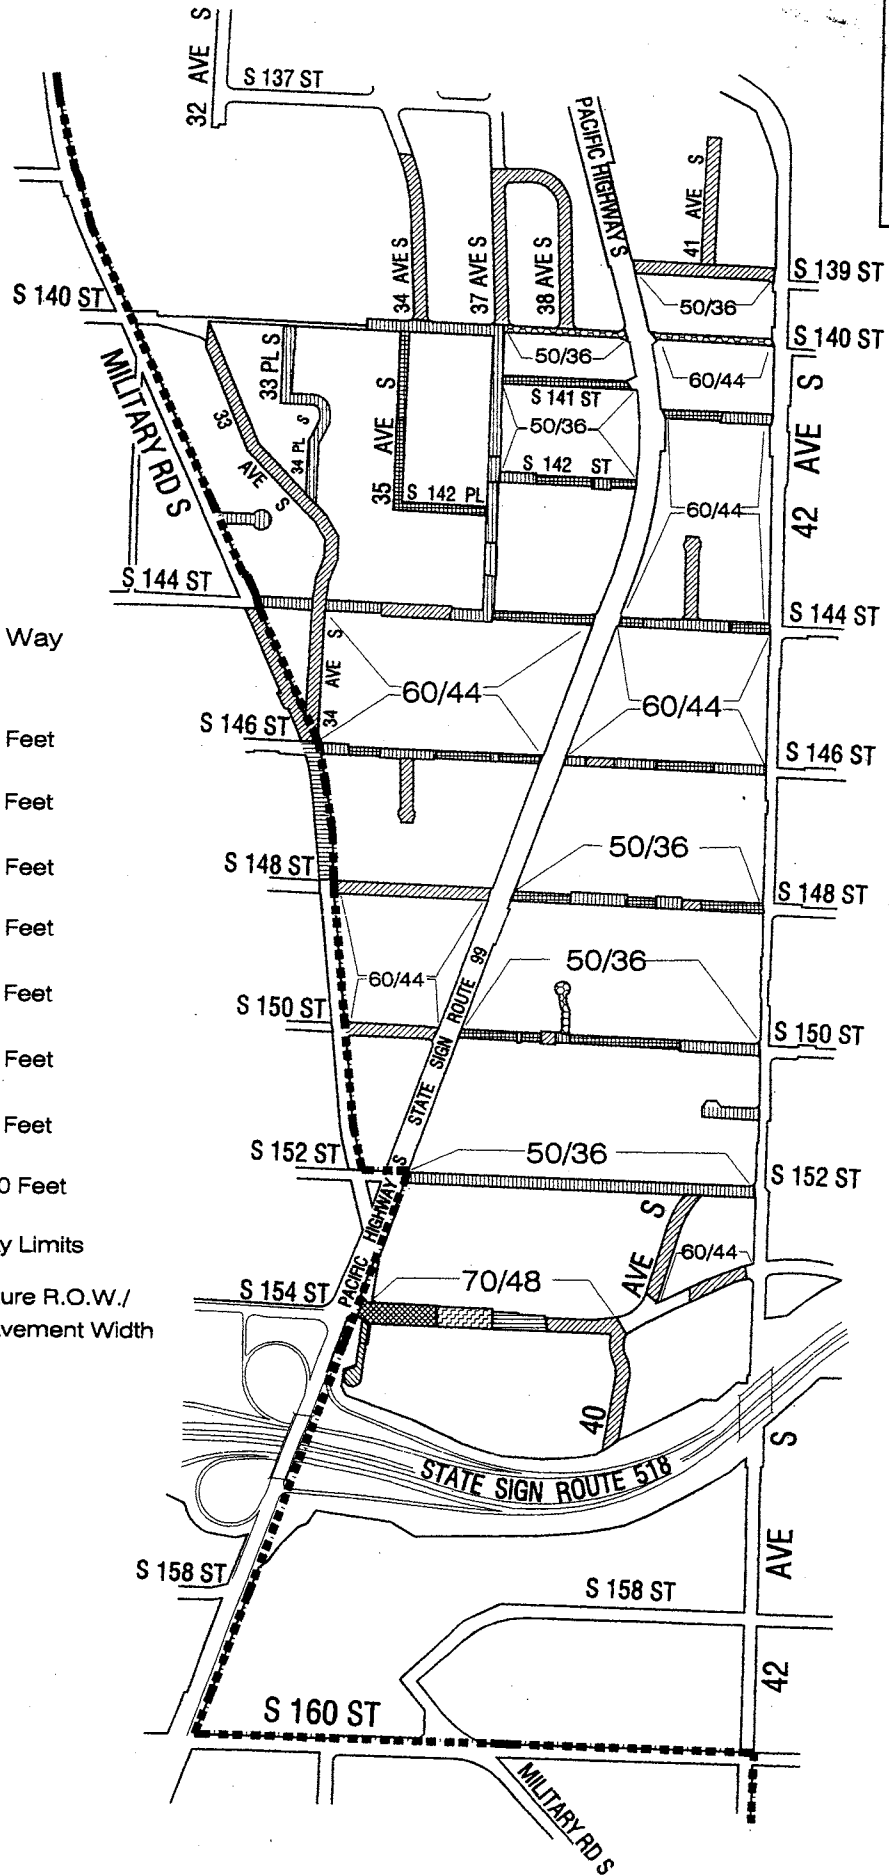 32 AVE S
S 137 ST
PACIFIC HIGHWAY S
41 AVE S
34 AVE S
37 AVE S
38 AVE S
S 139 ST
50/36
S 140 ST
S 140 ST
50/36
60/44
MILITARY RD S
33 PL S
33 AVE S
34 PL S
35 AVE S
S 141 ST
50/36
S 142 ST
S 142 PL
60/44
42 AVE S
S 144 ST
S 144 ST
Way
34 AVE S
60/44
60/44
S 146 ST
S 146 ST
Feet
Feet
50/36
S 148 ST
S 148 ST
Feet
Feet
60/44
50/36
STATE SIGN ROUTE 99
Feet
S 150 ST
S 150 ST
Feet
Feet
S 152 ST
50/36
S 152 ST
0 Feet
PACIFIC HIGHWAY S
AVE S
60/44
y Limits
S 154 ST
70/48
ure R.O.W./
vement Width
40
STATE SIGN ROUTE 518
42 AVE S
S 158 ST
S 158 ST
S 160 ST
MILITARY RD S